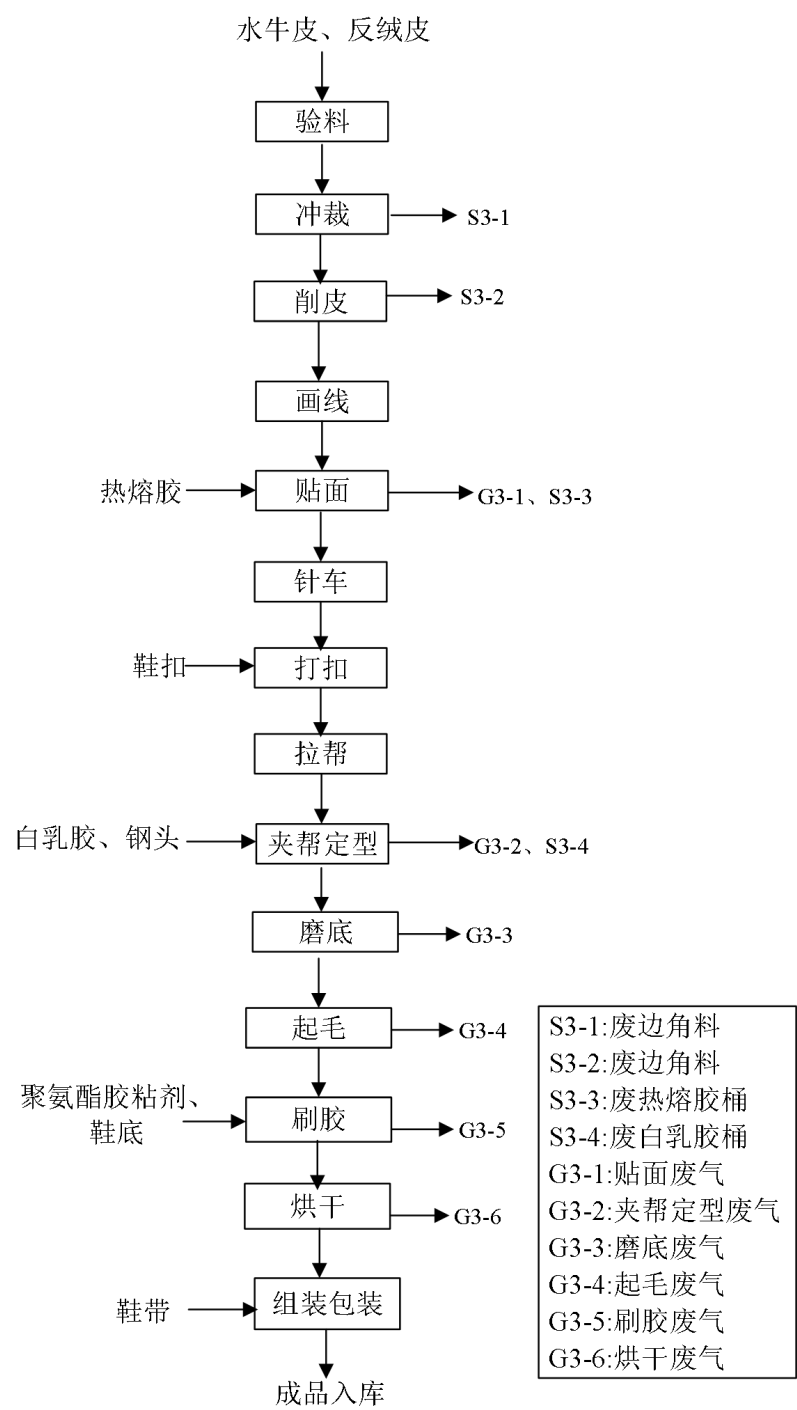 水牛皮、反绒皮
验料
冲裁
S3-1
削皮
S3-2
画线
热熔胶
贴面
G3-1、S3-3
针车
鞋扣
打扣
拉帮
白乳胶、钢头
夹帮定型
G3-2、S3-4
磨底
G3-3
起毛
G3-4
聚氨酯胶粘剂、
鞋底
刷胶
G3-5
烘干
G3-6
鞋带
组装包装
成品入库
S3-1:废边角料
S3-2:废边角料
S3-3:废热熔胶桶
S3-4:废白乳胶桶
G3-1:贴面废气
G3-2:夹帮定型废气
G3-3:磨底废气
G3-4:起毛废气
G3-5:刷胶废气
G3-6:烘干废气